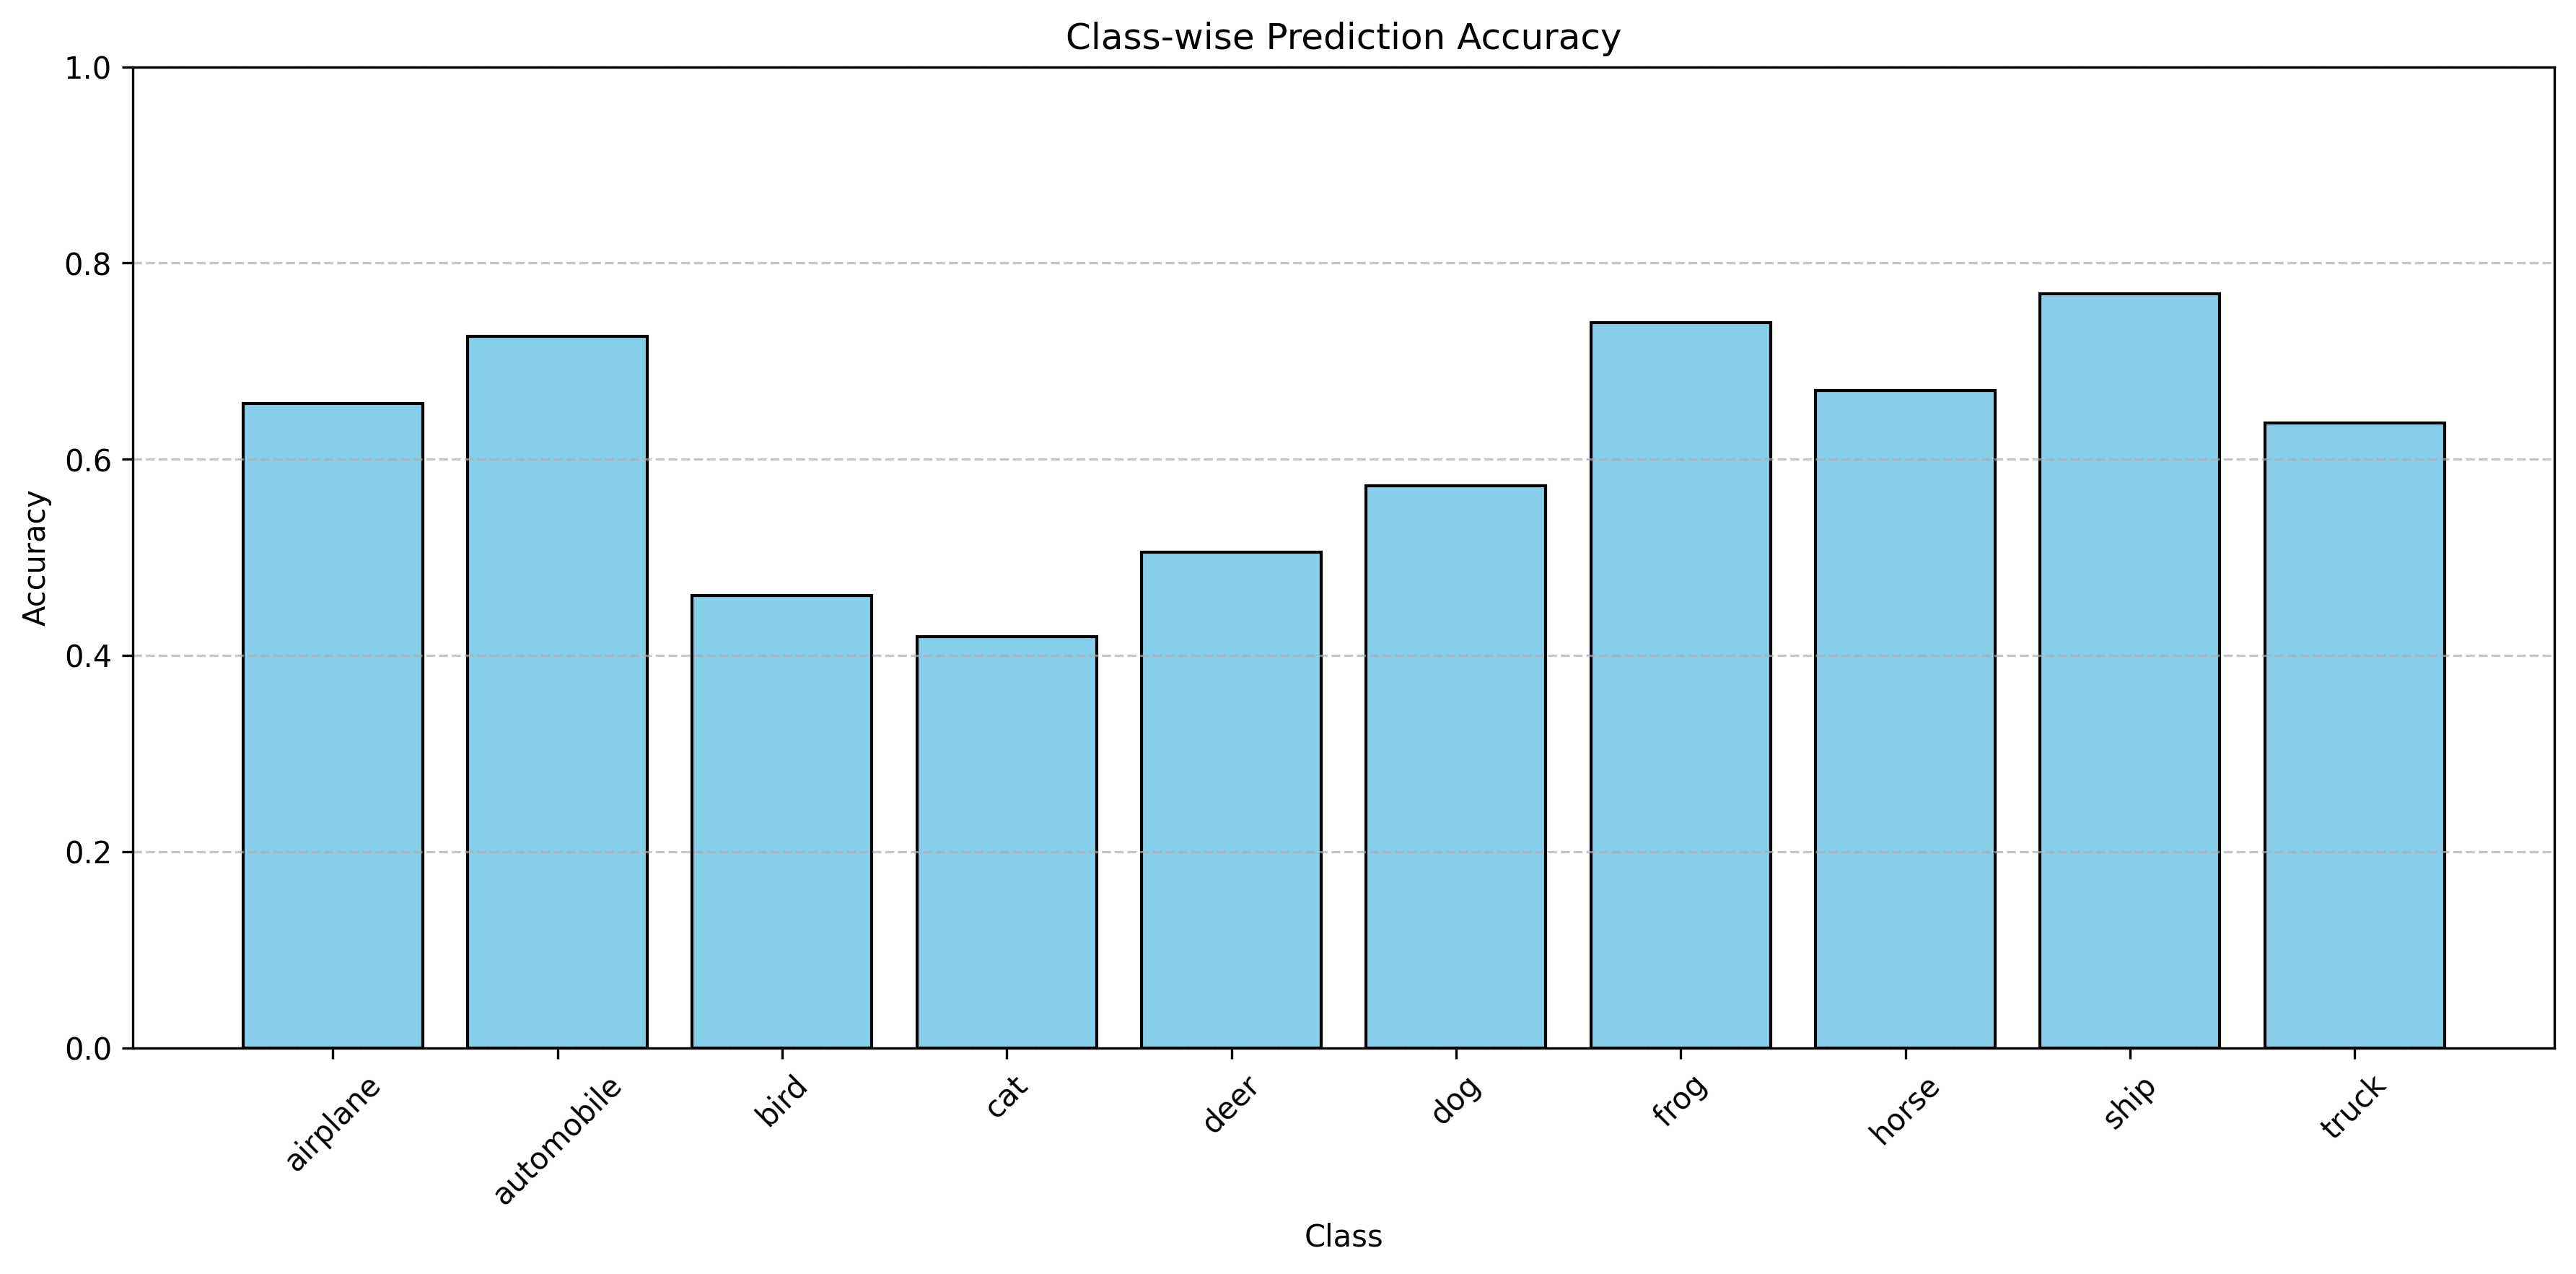 Class-wise Prediction Accuracy
1.0
0.8
0.6
0.4
0.2
0.0
Accuracy
airplane
automobile
bird
cat
deer
dog
frog
horse
ship
truck
Class